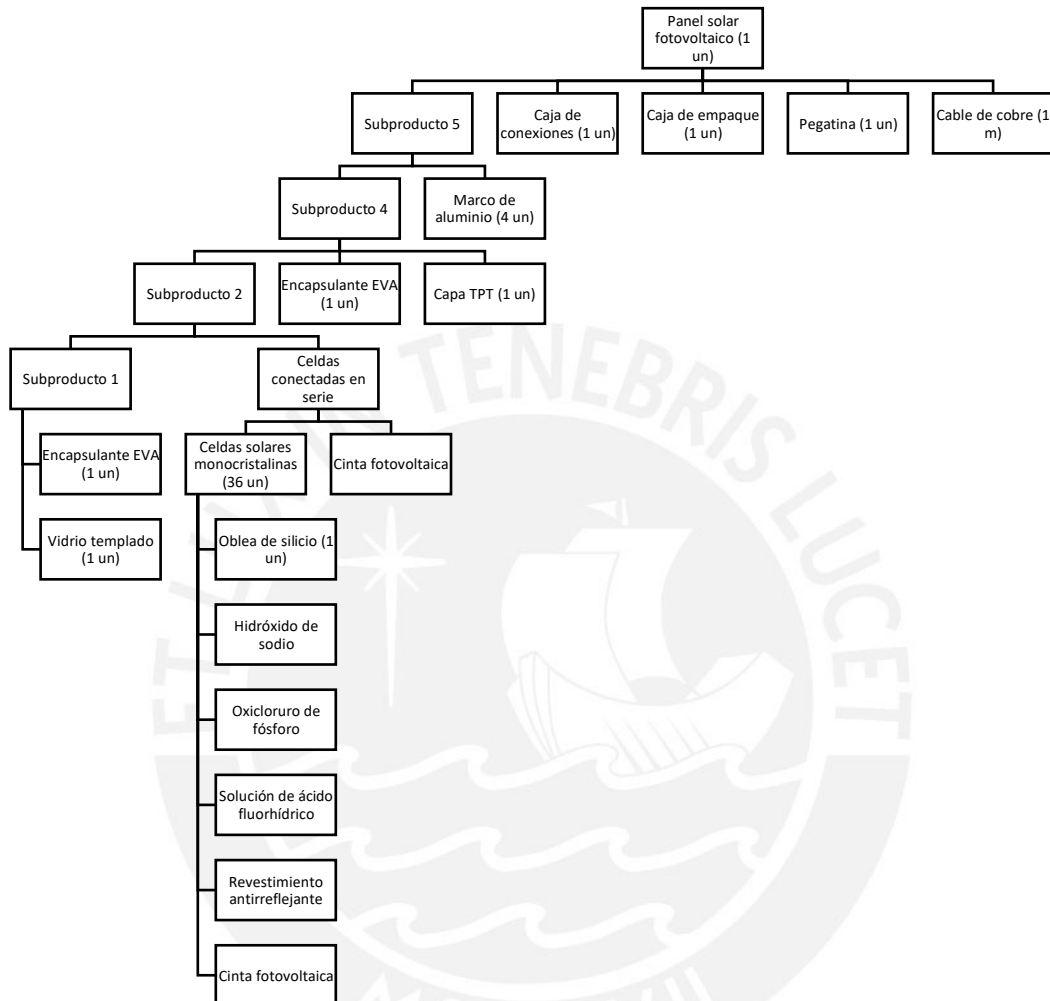 Panel solar
fotovoltaico (1
un)
Subproducto 5
Caja de
conexiones (1 un)
Caja de empaque
(1 un)
Pegatina (1 un)
Cable de cobre (1
m)
Subproducto 4
Marco de
aluminio (4 un)
Subproducto 2
Encapsulante EVA
(1 un)
Capa TPT (1 un)
Subproducto 1
Celdas
conectadas en
serie
Encapsulante EVA
(1 un)
Celdas solares
monocristalinas
(36 un)
Cinta fotovoltaica
Vidrio templado
(1 un)
Oblea de silicio (1
un)
Hidróxido de
sodio
Oxicloruro de
fósforo
Solución de ácido
fluorhídrico
Revestimiento
antirreflejante
Cinta fotovoltaica
TENEBRIS LUCET